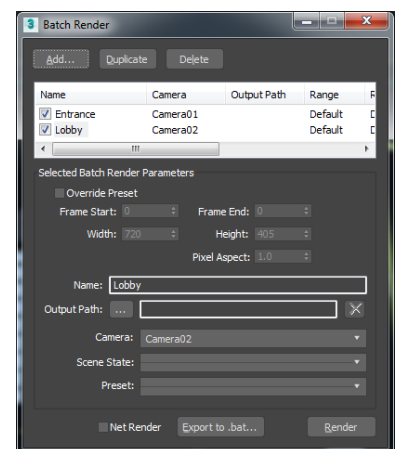 3 Batch Render
Add... Duplicate Delete
Name Camera Output Path Range
Entrance Camera01 Default
Lobby Camera02 Default
Selected Batch Render Parameters
Override Preset
Frame Start: 0 Frame End: 0
Width: 720 Height: 405
Pixel Aspect: 1.0
Name: Lobby
Output Path: ...
Camera: Camera02
Scene State:
Preset:
Net Render Export to .bat... Render